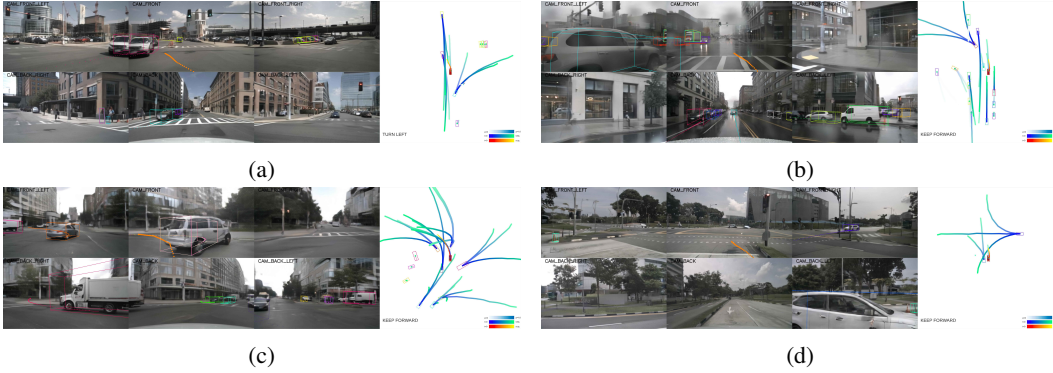 CAM_FRONT_LEFT CAM_FRONT CAM_FRONT_RIGHT
CAM_BACK_RIGHT CAM_BACK CAM_BACK_LEFT
TURN LEFT
(a)
CAM_FRONT_LEFT CAM_FRONT CAM_FRONT_RIGHT
CAM_BACK_RIGHT CAM_BACK CAM_BACK_LEFT
KEEP FORWARD
(b)
CAM_FRONT_LEFT CAM_FRONT CAM_FRONT_RIGHT
CAM_BACK_RIGHT CAM_BACK CAM_BACK_LEFT
KEEP FORWARD
(c)
CAM_FRONT_LEFT CAM_FRONT CAM_FRONT_RIGHT
CAM_BACK_RIGHT CAM_BACK CAM_BACK_LEFT
KEEP FORWARD
(d)